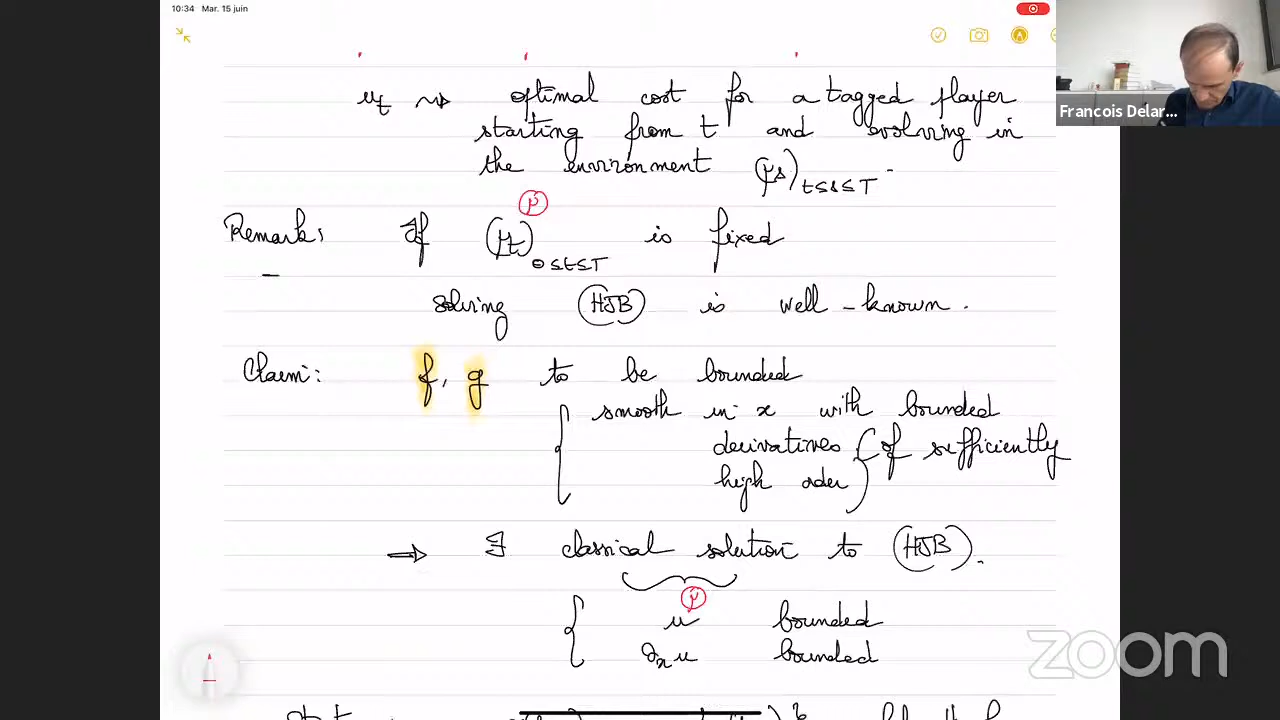 10:34 Mar. 15 juin
u_t ⇝ optimal cost for a tagged player
starting from t and evolving in
the environment (μ_s)_{t≤s≤T}.
μ
Remark: If (μ_t)_{0≤t≤T} is fixed
solving (HJB) is well-known.
Claim: f, g to be bounded
smooth in x with bounded
derivatives { of sufficiently
high order }
⇒ ∃ classical solution to (HJB).
μ
u bounded
∂_x u bounded
Francois Delar...
zoom